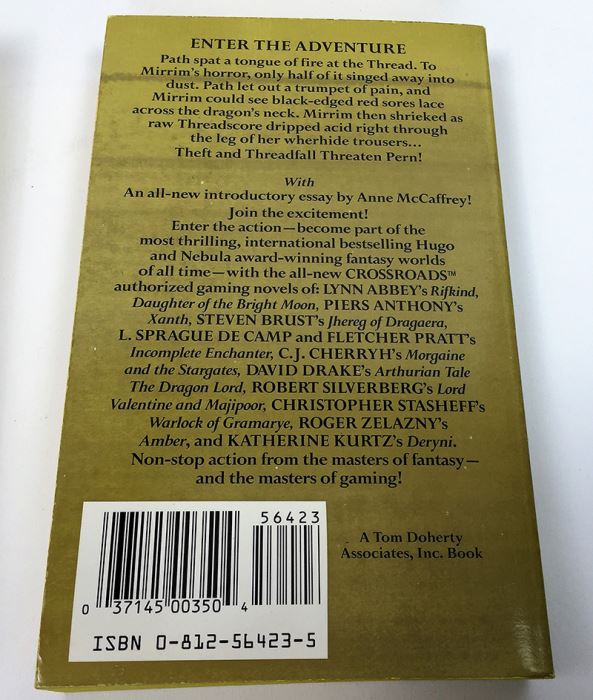 ENTER THE ADVENTURE
Path spat a tongue of fire at the Thread. To
Mirrim's horror, only half of it singed away into
dust. Path let out a trumpet of pain, and
Mirrim could see black-edged red sores lace
across the dragon's neck. Mirrim then shrieked as
raw Threadscore dripped acid right through
the leg of her wherhide trousers...
Theft and Threadfall Threaten Pern!
With
An all-new introductory essay by Anne McCaffrey!
Join the excitement!
Enter the action—become part of the
most thrilling, international bestselling Hugo
and Nebula award-winning fantasy worlds
of all time—with the all-new CROSSROADS™
authorized gaming novels of: LYNN ABBEY's Rifkind,
Daughter of the Bright Moon, PIERS ANTHONY's
Xanth, STEVEN BRUST's Jhereg of Dragaera,
L. SPRAGUE DE CAMP and FLETCHER PRATT's
Incomplete Enchanter, C.J. CHERRYH's Morgaine
and the Stargates, DAVID DRAKE's Arthurian Tale
The Dragon Lord, ROBERT SILVERBERG's Lord
Valentine and Majipoor, CHRISTOPHER STASHEFF's
Warlock of Gramarye, ROGER ZELAZNY's
Amber, and KATHERINE KURTZ's Deryni.
Non-stop action from the masters of fantasy—
and the masters of gaming!
56423
0 37145 00350 4
ISBN 0-812-56423-5
A Tom Doherty
Associates, Inc. Book